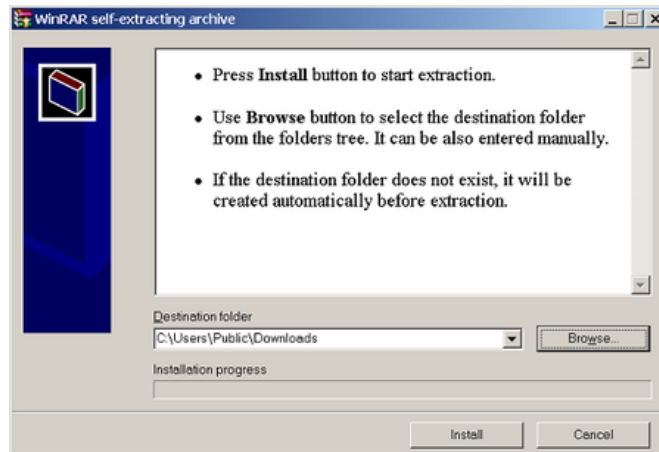 WinRAR self-extracting archive
• Press Install button to start extraction.
• Use Browse button to select the destination folder
from the folders tree. It can be also entered manually.
• If the destination folder does not exist, it will be
created automatically before extraction.
Destination folder
C:\Users\Public\Downloads
Browse...
Installation progress
Install
Cancel